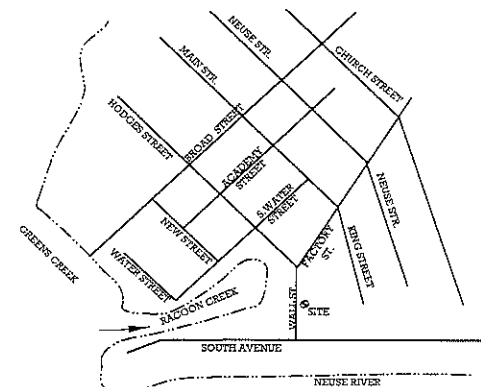 NEUSE STR.
MAIN STR.
CHURCH STREET
HODGES STREET
BROAD STREET
ACADEMY
STREET
S.WATER
STREET
NEUSE STR.
NEW STREET
FACTORY
ST.
KING STREET
GREENS CREEK
WATER STREET
RACOON CREEK
WALL ST.
SITE
SOUTH AVENUE
NEUSE RIVER